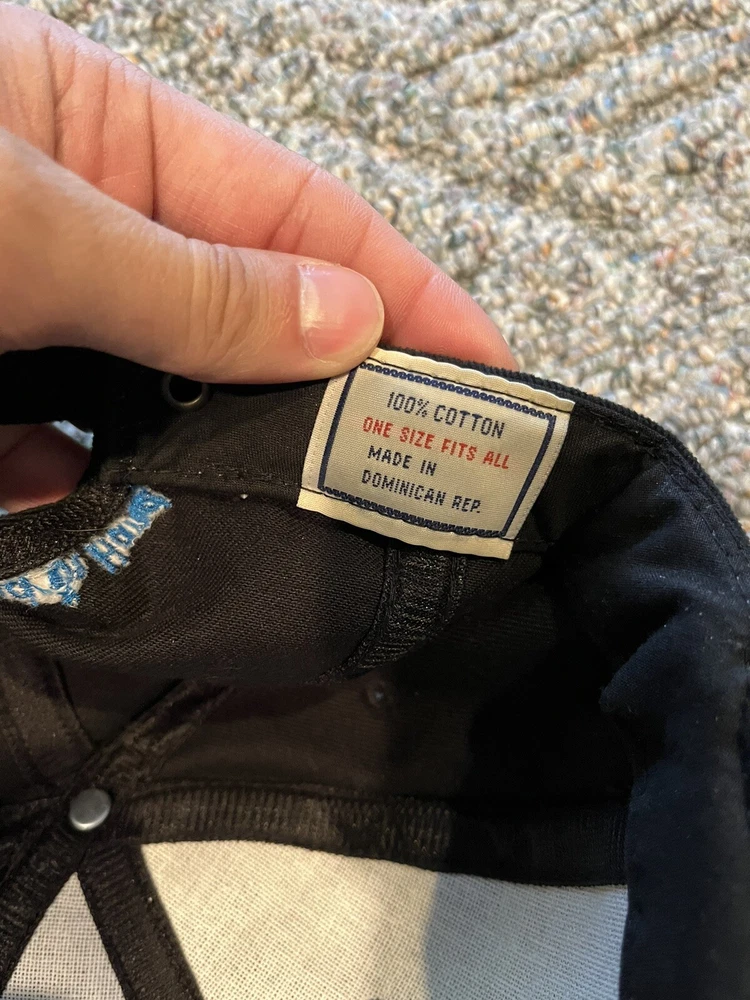 100% COTTON
ONE SIZE FITS ALL
MADE IN
DOMINICAN REP.